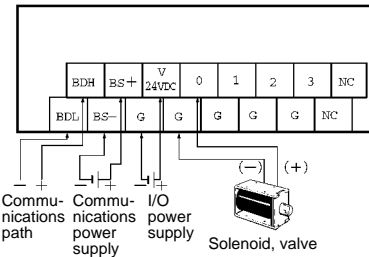 BDH BS+ V 24VDC 0 1 2 3 NC
BDL BS− G G G G G NC
− + − + − + (−) (+)
Commu-
nications
path
Commu-
nications
power
supply
I/O
power
supply
Solenoid, valve